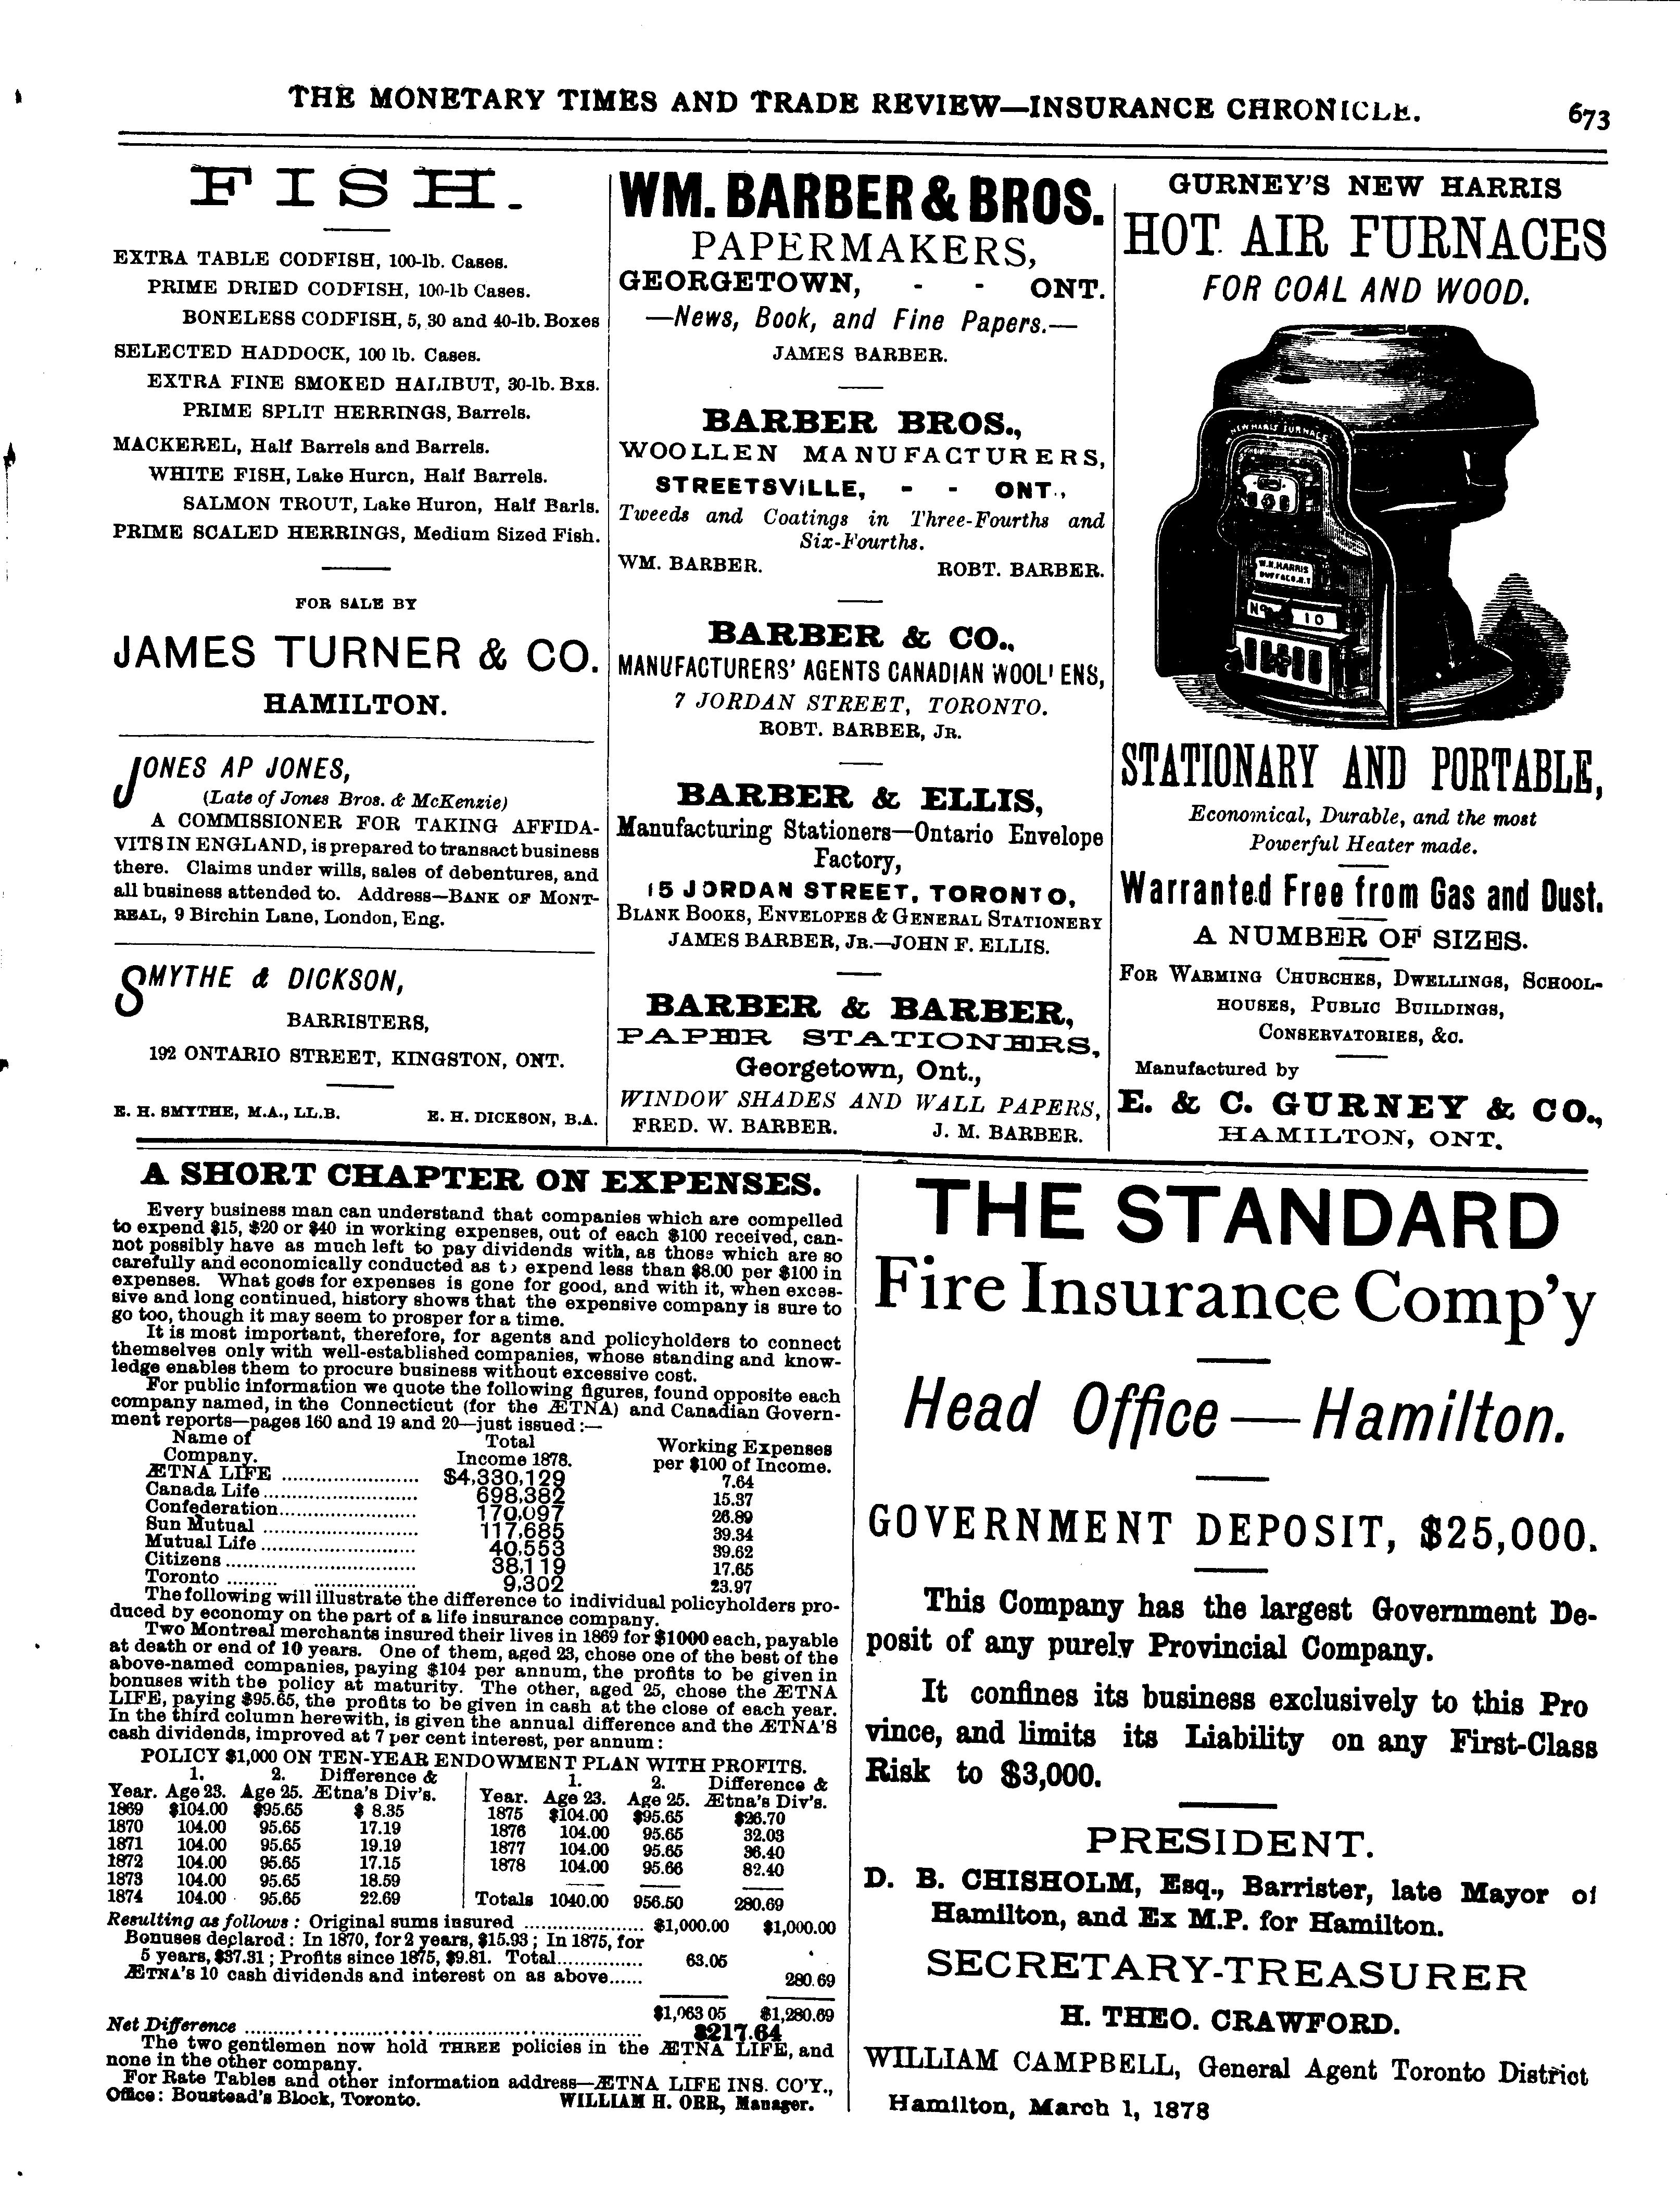 THE MONETARY TIMES AND TRADE REVIEW—INSURANCE CHRONICLE.
673
FISH.
EXTRA TABLE CODFISH, 100-lb. Cases.
PRIME DRIED CODFISH, 100-lb Cases.
BONELESS CODFISH, 5, 30 and 40-lb. Boxes
SELECTED HADDOCK, 100 lb. Cases.
EXTRA FINE SMOKED HALIBUT, 30-lb. Bxs.
PRIME SPLIT HERRINGS, Barrels.
MACKEREL, Half Barrels and Barrels.
WHITE FISH, Lake Hurcn, Half Barrels.
SALMON TROUT, Lake Huron, Half Barls.
PRIME SCALED HERRINGS, Medium Sized Fish.
FOR SALE BY
JAMES TURNER & CO.
HAMILTON.
JONES AP JONES,
(Late of Jones Bros. & McKenzie)
A COMMISSIONER FOR TAKING AFFIDA-
VITS IN ENGLAND, is prepared to transact business
there. Claims under wills, sales of debentures, and
all business attended to. Address—BANK OF MONT-
REAL, 9 Birchin Lane, London, Eng.
SMYTHE & DICKSON,
BARRISTERS,
192 ONTARIO STREET, KINGSTON, ONT.
E. H. SMYTHE, M.A., LL.B. E. H. DICKSON, B.A.
WM. BARBER & BROS.
PAPERMAKERS,
GEORGETOWN, - - ONT.
—News, Book, and Fine Papers.—
JAMES BARBER.
BARBER BROS.,
WOOLLEN MANUFACTURERS,
STREETSVILLE, - - ONT.,
Tweeds and Coatings in Three-Fourths and
Six-Fourths.
WM. BARBER. ROBT. BARBER.
BARBER & CO.,
MANUFACTURERS' AGENTS CANADIAN WOOLLENS,
7 JORDAN STREET, TORONTO.
ROBT. BARBER, JR.
BARBER & ELLIS,
Manufacturing Stationers—Ontario Envelope
Factory,
15 JORDAN STREET, TORONTO,
BLANK BOOKS, ENVELOPES & GENERAL STATIONERY
JAMES BARBER, JR.—JOHN F. ELLIS.
BARBER & BARBER,
PAPER STATIONERS,
Georgetown, Ont.,
WINDOW SHADES AND WALL PAPERS,
FRED. W. BARBER. J. M. BARBER.
GURNEY'S NEW HARRIS
HOT AIR FURNACES
FOR COAL AND WOOD.
NEW HARRIS FURNACE
W.H. HARRIS
BUFFALO.N.Y
No 10
STATIONARY AND PORTABLE,
Economical, Durable, and the most
Powerful Heater made.
Warranted Free from Gas and Dust.
A NUMBER OF SIZES.
FOR WARMING CHURCHES, DWELLINGS, SCHOOL-
HOUSES, PUBLIC BUILDINGS,
CONSERVATORIES, &c.
Manufactured by
E. & C. GURNEY & CO.,
HAMILTON, ONT.
A SHORT CHAPTER ON EXPENSES.
Every business man can understand that companies which are compelled
to expend $15, $20 or $40 in working expenses, out of each $100 received, can-
not possibly have as much left to pay dividends with, as those which are so
carefully and economically conducted as to expend less than $8.00 per $100 in
expenses. What goes for expenses is gone for good, and with it, when exces-
sive and long continued, history shows that the expensive company is sure to
go too, though it may seem to prosper for a time.
It is most important, therefore, for agents and policyholders to connect
themselves only with well-established companies, whose standing and know-
ledge enables them to procure business without excessive cost.
For public information we quote the following figures, found opposite each
company named, in the Connecticut (for the ÆTNA) and Canadian Govern-
ment reports—pages 160 and 19 and 20—just issued :—
Name of Total Working Expenses
Company. Income 1878. per $100 of Income.
ÆTNA LIFE ........................ $4,330,129 7.64
Canada Life ........................... 698,382 15.37
Confederation........................ 170,097 26.89
Sun Mutual ........................... 117,685 39.34
Mutual Life ........................... 40,553 39.62
Citizens ................................. 38,119 17.65
Toronto ......... .................. 9,302 23.97
The following will illustrate the difference to individual policyholders pro-
duced by economy on the part of a life insurance company.
Two Montreal merchants insured their lives in 1869 for $1000 each, payable
at death or end of 10 years. One of them, aged 23, chose one of the best of the
above-named companies, paying $104 per annum, the profits to be given in
bonuses with the policy at maturity. The other, aged 25, chose the ÆTNA
LIFE, paying $95.65, the profits to be given in cash at the close of each year.
In the third column herewith, is given the annual difference and the ÆTNA'S
cash dividends, improved at 7 per cent interest, per annum :
POLICY $1,000 ON TEN-YEAR ENDOWMENT PLAN WITH PROFITS.
1. 2. Difference &
Year. Age 23. Age 25. Ætna's Div's.
1869 $104.00 $95.65 $ 8.35
1870 104.00 95.65 17.19
1871 104.00 95.65 19.19
1872 104.00 95.65 17.15
1873 104.00 95.65 18.59
1874 104.00 95.65 22.69
1. 2. Difference &
Year. Age 23. Age 25. Ætna's Div's.
1875 $104.00 $95.65 $26.70
1876 104.00 95.65 32.03
1877 104.00 95.65 36.40
1878 104.00 95.66 82.40
Totals 1040.00 956.50 280.69
Resulting as follows : Original sums insured ..................... $1,000.00 $1,000.00
Bonuses declared : In 1870, for 2 years, $15.93 ; In 1875, for
5 years, $37.31 ; Profits since 1875, $9.81. Total............... 63.05
ÆTNA'S 10 cash dividends and interest on as above...... 280.69
$1,063 05 $1,280.69
Net Difference ........................................................ $217.64
The two gentlemen now hold THREE policies in the ÆTNA LIFE, and
none in the other company.
For Rate Tables and other information address—ÆTNA LIFE INS. CO'Y.,
Office: Boustead's Block, Toronto. WILLIAM H. ORR, Manager.
THE STANDARD
Fire Insurance Comp'y
Head Office — Hamilton.
GOVERNMENT DEPOSIT, $25,000.
This Company has the largest Government De-
posit of any purely Provincial Company.
It confines its business exclusively to this Pro
vince, and limits its Liability on any First-Class
Risk to $3,000.
PRESIDENT.
D. B. CHISHOLM, Esq., Barrister, late Mayor of
Hamilton, and Ex M.P. for Hamilton.
SECRETARY-TREASURER
H. THEO. CRAWFORD.
WILLIAM CAMPBELL, General Agent Toronto District
Hamilton, March 1, 1878